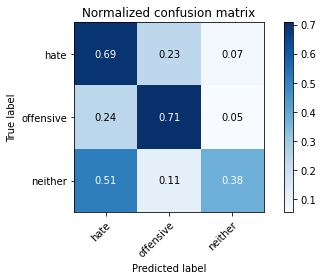 Normalized confusion matrix
True label
hate
offensive
neither
0.69 0.23 0.07
0.24 0.71 0.05
0.51 0.11 0.38
hate
offensive
neither
Predicted label
0.7
0.6
0.5
0.4
0.3
0.2
0.1